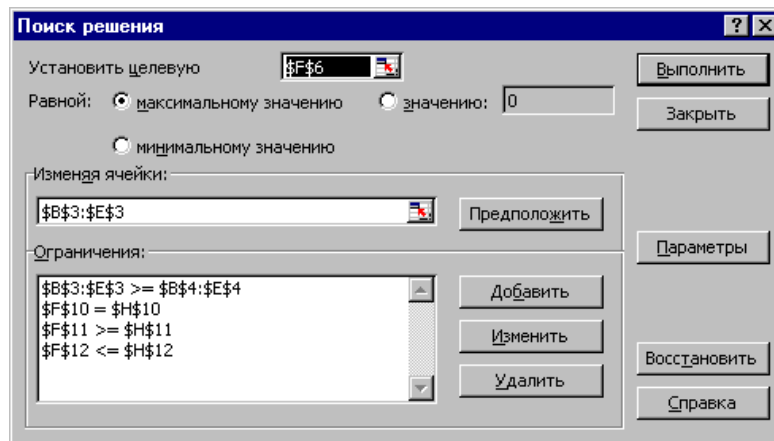 Поиск решения
Установить целевую $F$6 Выполнить
Равной: максимальному значению значению: 0 Закрыть
минимальному значению
Изменяя ячейки:
$B$3:$E$3 Предположить
Параметры
Ограничения:
$B$3:$E$3 >= $B$4:$E$4 Добавить
$F$10 = $H$10
$F$11 >= $H$11 Изменить
$F$12 <= $H$12
Восстановить
Удалить
Справка